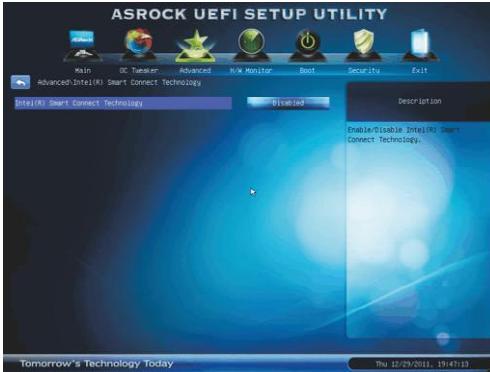 ASROCK UEFI SETUP UTILITY
ASRock
Main OC Tweaker Advanced H/W Monitor Boot Security Exit
Advanced\Intel(R) Smart Connect Technology
Intel(R) Smart Connect Technology Disabled
Description
Enable/Disable Intel(R) Smart
Connect Technology.
Tomorrow's Technology Today
Thu 12/29/2011, 19:47:13